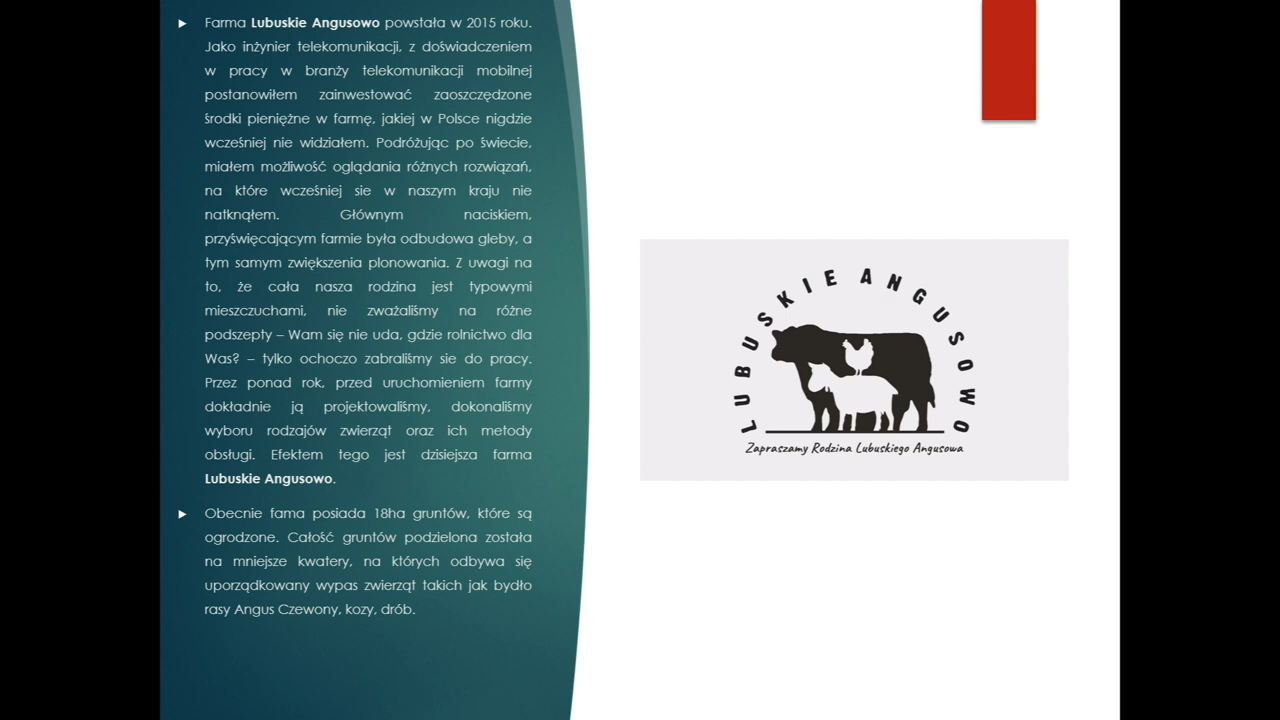 Farma Lubuskie Angusowo powstała w 2015 roku.
Jako inżynier telekomunikacji, z doświadczeniem
w pracy w branży telekomunikacji mobilnej
postanowiłem zainwestować zaoszczędzone
środki pieniężne w farmę, jakiej w Polsce nigdzie
wcześniej nie widziałem. Podróżując po świecie,
miałem możliwość oglądania różnych rozwiązań,
na które wcześniej sie w naszym kraju nie
natknąłem. Głównym naciskiem,
przyświęcającym farmie była odbudowa gleby, a
tym samym zwiększenia plonowania. Z uwagi na
to, że cała nasza rodzina jest typowymi
mieszczuchami, nie zważaliśmy na różne
podszepty – Wam się nie uda, gdzie rolnictwo dla
Was? – tylko ochoczo zabraliśmy sie do pracy.
Przez ponad rok, przed uruchomieniem farmy
dokładnie ją projektowaliśmy, dokonaliśmy
wyboru rodzajów zwierząt oraz ich metody
obsługi. Efektem tego jest dzisiejsza farma
Lubuskie Angusowo.
Obecnie fama posiada 18ha gruntów, które są
ogrodzone. Całość gruntów podzielona została
na mniejsze kwatery, na których odbywa się
uporządkowany wypas zwierząt takich jak bydło
rasy Angus Czewony, kozy, drób.
LUBUSKIE ANGUSOWO
Zapraszamy Rodzina Lubuskiego Angusowa